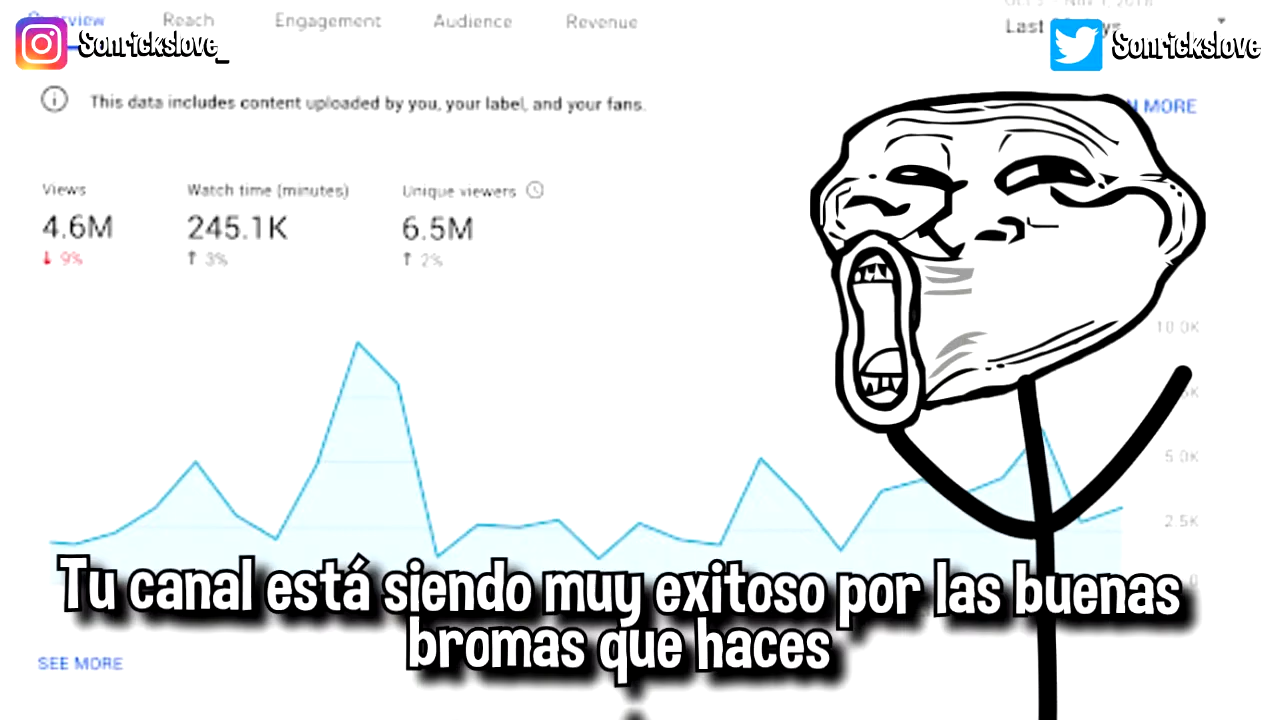 Overview Reach Engagement Audience Revenue
Last
Sonrickslove_
Sonrickslove
This data includes content uploaded by you, your label, and your fans.
MORE
Views Watch time (minutes) Unique viewers
4.6M 245.1K 6.5M
↓ 9% ↑ 3% ↑ 2%
10.0K
5.0K
2.5K
Tu canal está siendo muy exitoso por las buenas
bromas que haces
SEE MORE